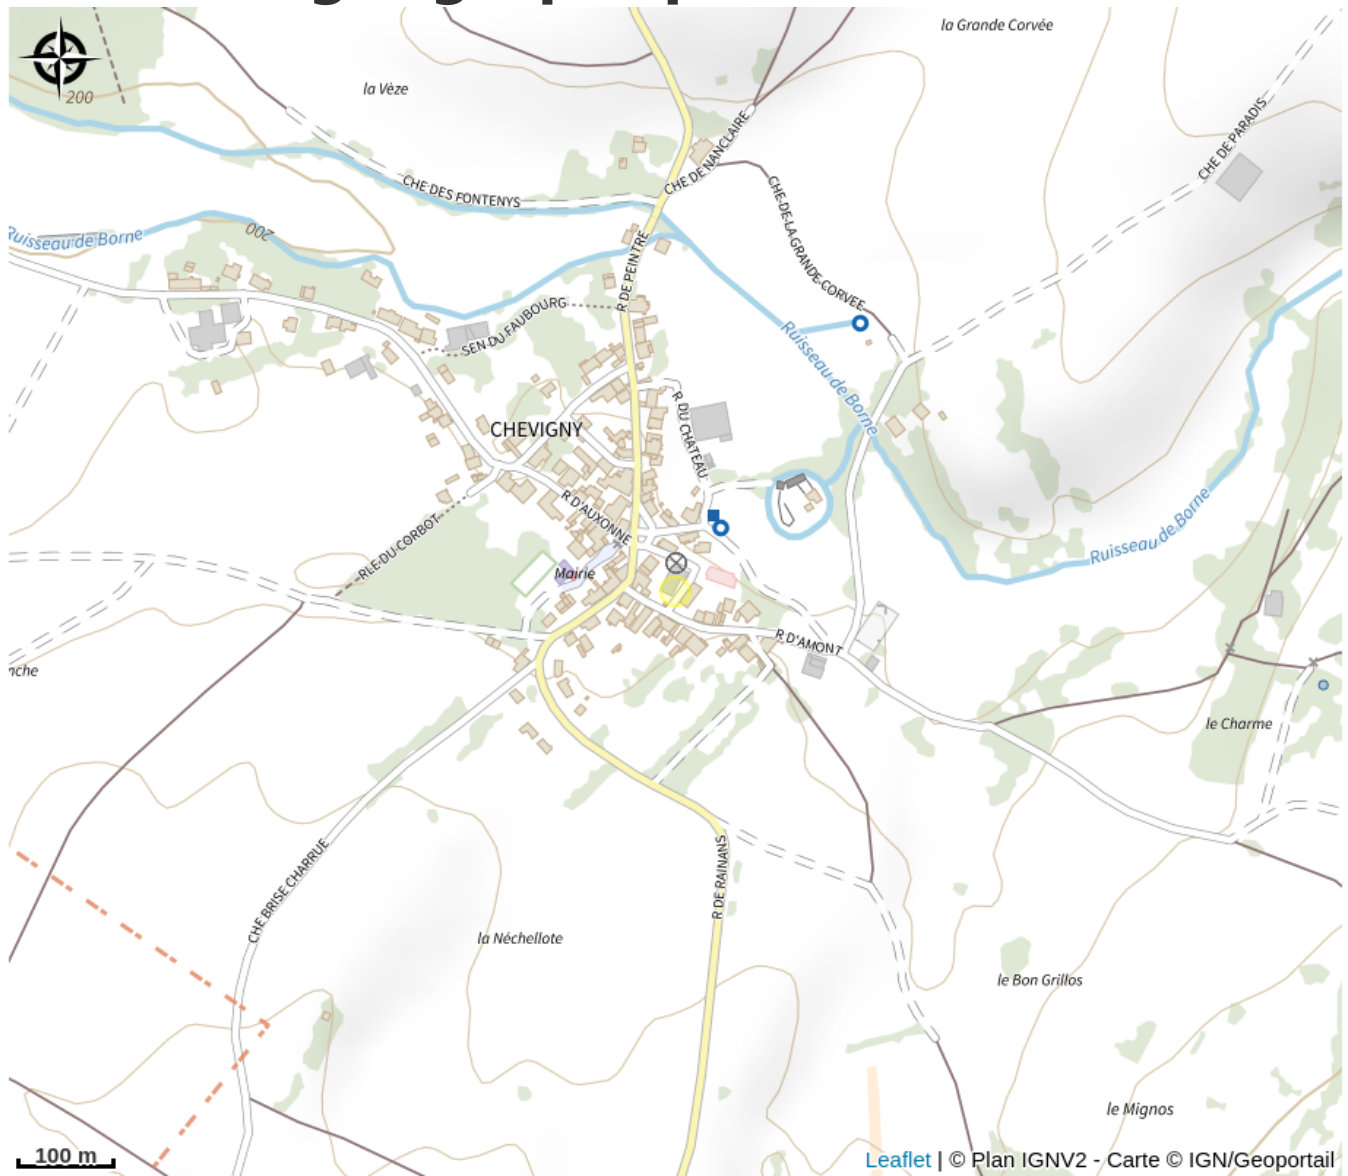 la Grande Corvée
la Vèze
200
CHE DE PARADIS
CHE DE NANCLAIRE
CHE DES FONTENYS
CHE-DE-LA-GRANDE-CORVEE
Ruisseau de Borne
200
R DE PEINTRE
SEN-DU-FAUBOURG
Ruisseau de Borne
R DU CHATEAU
CHEVIGNY
R D'AUXONNE
RLE-DU-CORBOT
Ruisseau de Borne
Mairie
R D'AMONT
nche
le Charme
CHE BRISE CHARRUE
R DE RAINANS
la Néchellote
le Bon Grillos
le Mignos
100 m
Leaflet | © Plan IGNV2 - Carte © IGN/Geoportail